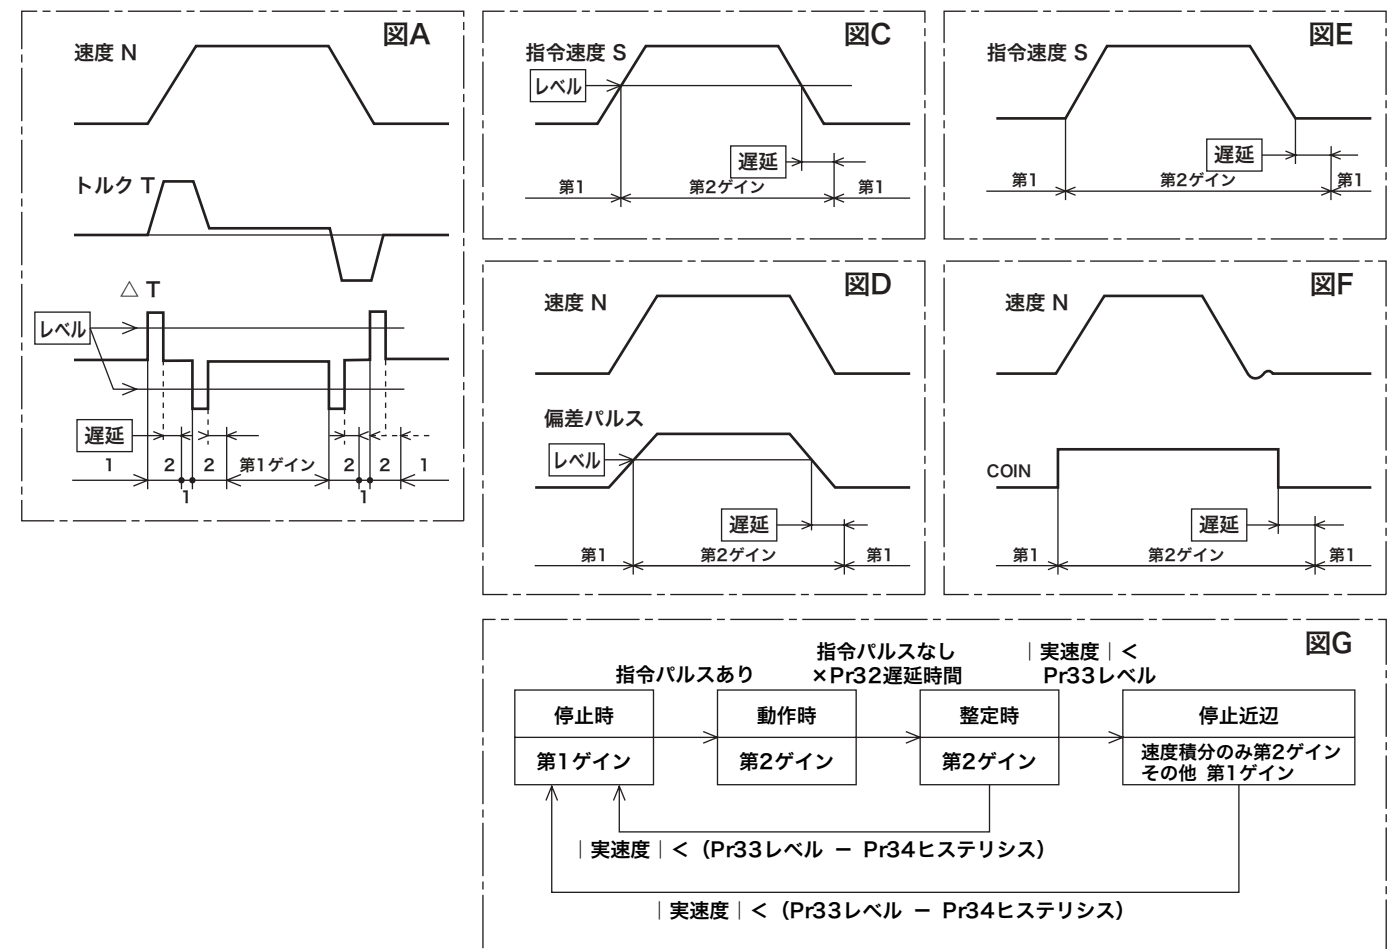 図A
速度 N
トルク T
△ T
レベル
遅延
1
2
2
第1ゲイン
2
2
1
1
1
図C
指令速度 S
レベル
遅延
第1
第2ゲイン
第1
図E
指令速度 S
遅延
第1
第2ゲイン
第1
図D
速度 N
偏差パルス
レベル
遅延
第1
第2ゲイン
第1
図F
速度 N
COIN
遅延
第1
第2ゲイン
第1
図G
指令パルスあり
指令パルスなし
×Pr32遅延時間
|実速度|<
Pr33レベル
停止時
第1ゲイン
動作時
第2ゲイン
整定時
第2ゲイン
停止近辺
速度積分のみ第2ゲイン
その他 第1ゲイン
|実速度|<(Pr33レベル − Pr34ヒステリシス)
|実速度|<(Pr33レベル − Pr34ヒステリシス)